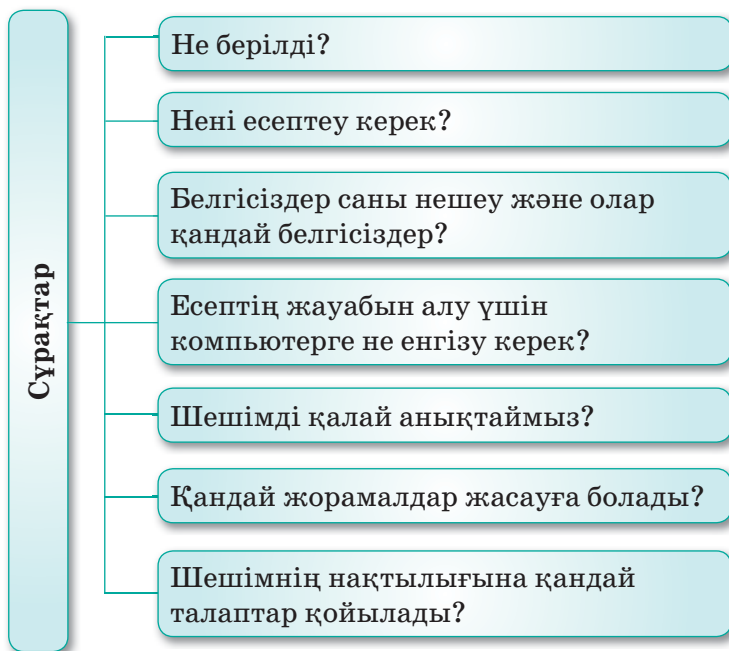 Сұрақтар
Не берілді?
Нені есептеу керек?
Белгісіздер саны нешеу және олар
қандай белгісіздер?
Есептің жауабын алу үшін
компьютерге не енгізу керек?
Шешімді қалай анықтаймыз?
Қандай жорамалдар жасауға болады?
Шешімнің нақтылығына қандай
талаптар қойылады?